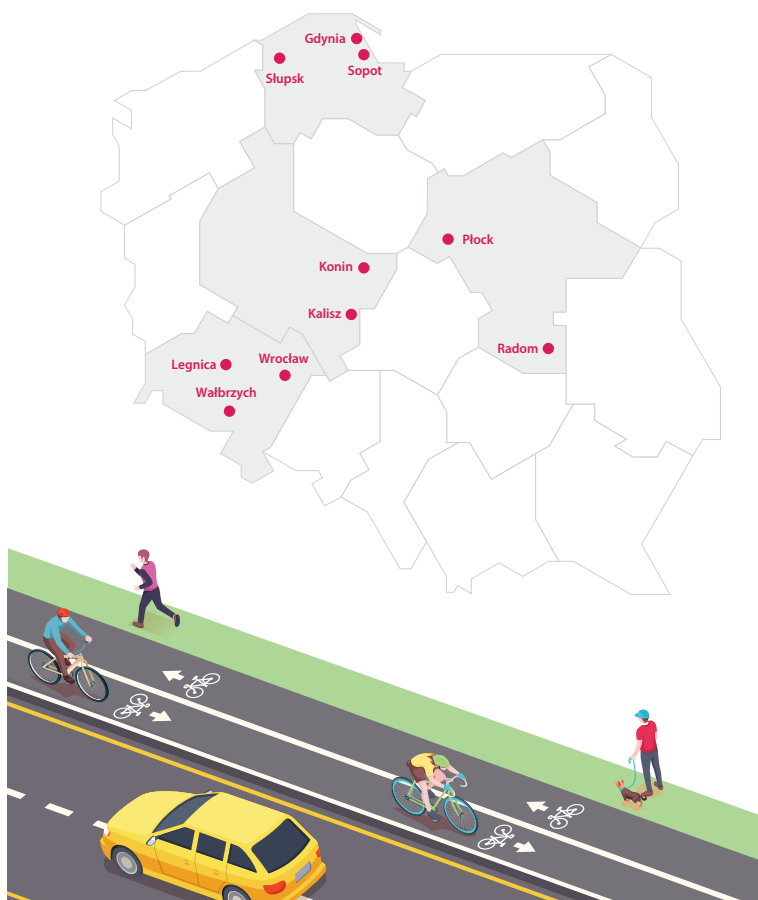 Gdynia
Sopot
Słupsk
Płock
Konin
Kalisz
Radom
Wrocław
Legnica
Wałbrzych